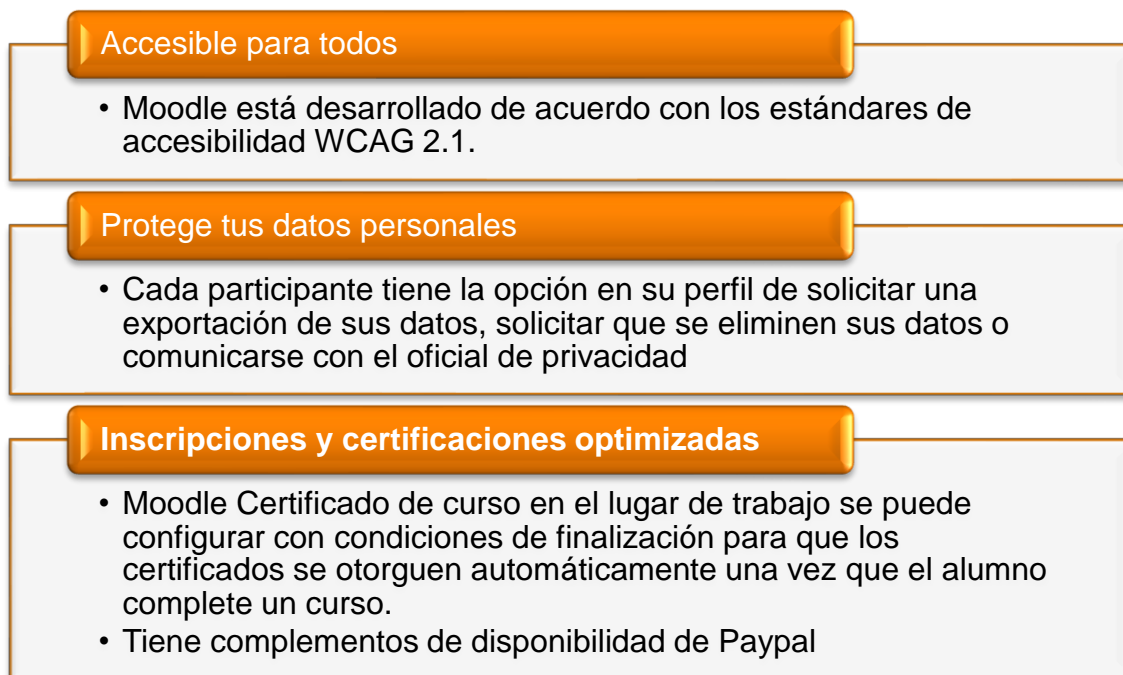 Accesible para todos
• Moodle está desarrollado de acuerdo con los estándares de
accesibilidad WCAG 2.1.
Protege tus datos personales
• Cada participante tiene la opción en su perfil de solicitar una
exportación de sus datos, solicitar que se eliminen sus datos o
comunicarse con el oficial de privacidad
Inscripciones y certificaciones optimizadas
• Moodle Certificado de curso en el lugar de trabajo se puede
configurar con condiciones de finalización para que los
certificados se otorguen automáticamente una vez que el alumno
complete un curso.
• Tiene complementos de disponibilidad de Paypal